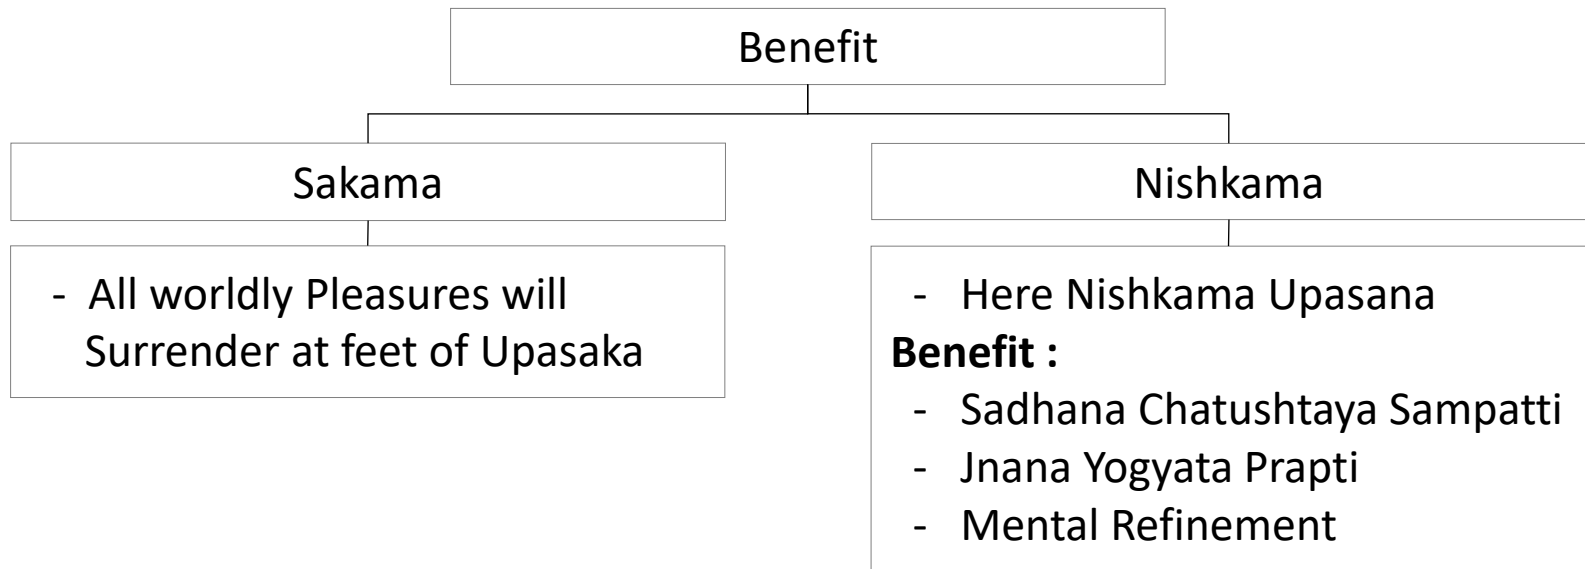 Benefit
Sakama
- All worldly Pleasures will
Surrender at feet of Upasaka
Nishkama
- Here Nishkama Upasana
Benefit :
- Sadhana Chatushtaya Sampatti
- Jnana Yogyata Prapti
- Mental Refinement